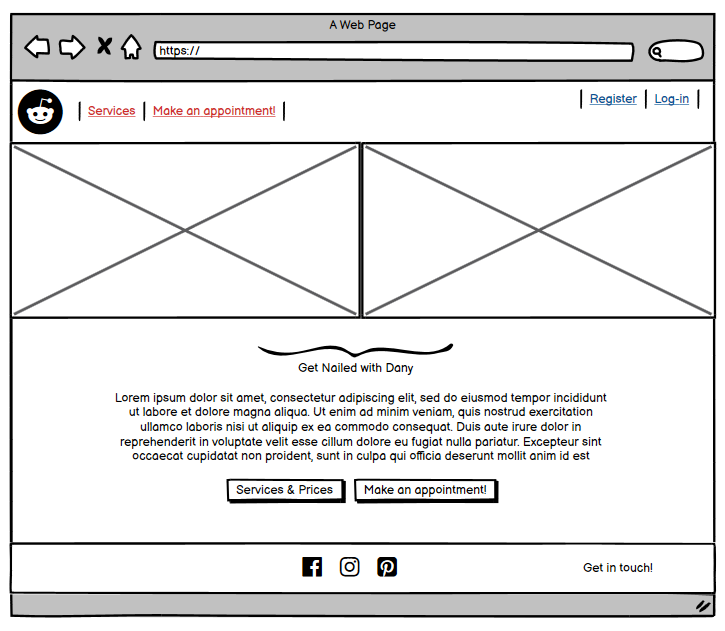 A Web Page
https://
Services
Make an appointment!
Register
Log-in
Get Nailed with Dany
Lorem ipsum dolor sit amet, consectetur adipiscing elit, sed do eiusmod tempor incididunt
ut labore et dolore magna aliqua. Ut enim ad minim veniam, quis nostrud exercitation
ullamco laboris nisi ut aliquip ex ea commodo consequat. Duis aute irure dolor in
reprehenderit in voluptate velit esse cillum dolore eu fugiat nulla pariatur. Excepteur sint
occaecat cupidatat non proident, sunt in culpa qui officia deserunt mollit anim id est
Services & Prices
Make an appointment!
Get in touch!